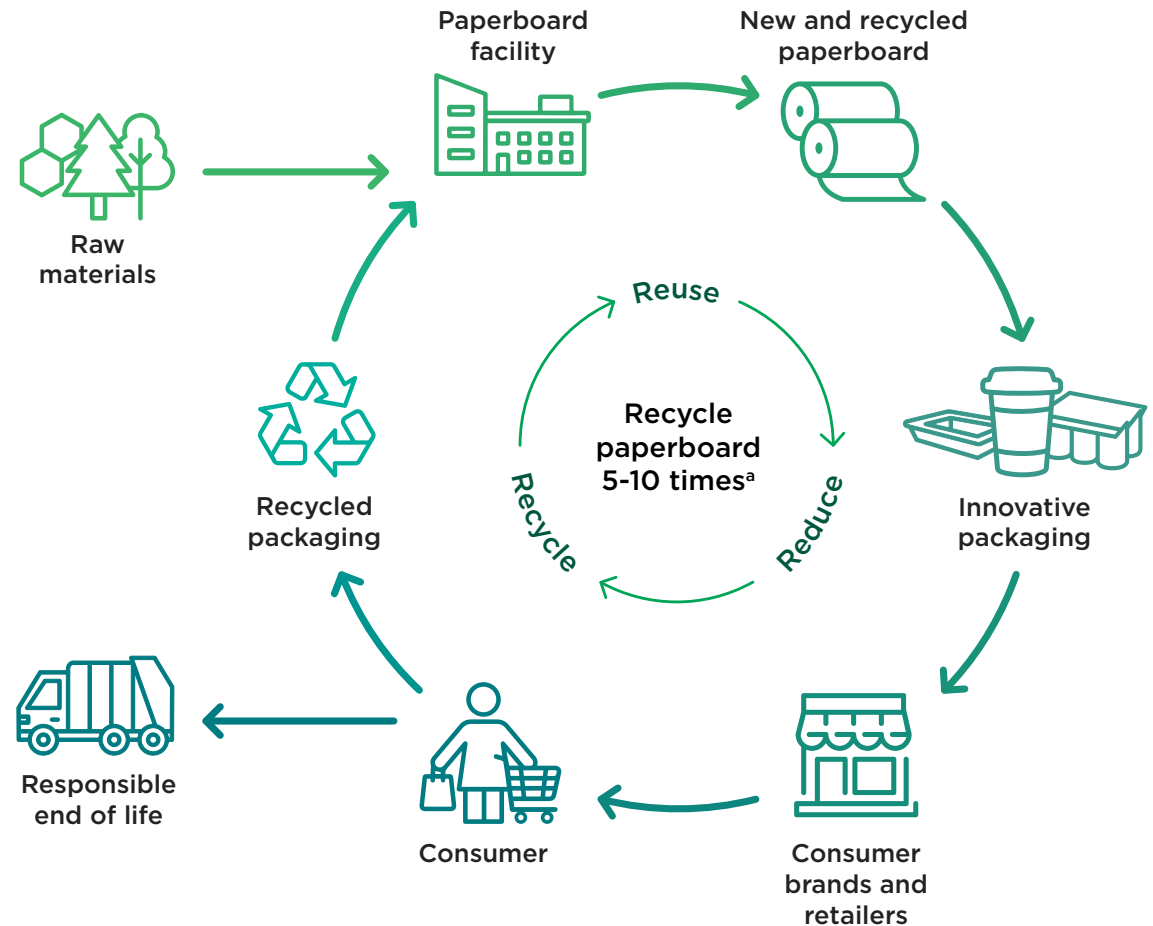 Paperboard
facility
New and recycled
paperboard
Raw
materials
Reuse
Recycle
paperboard
5-10 timesᵃ
Reduce
Recycle
Recycled
packaging
Innovative
packaging
Responsible
end of life
Consumer
Consumer
brands and
retailers